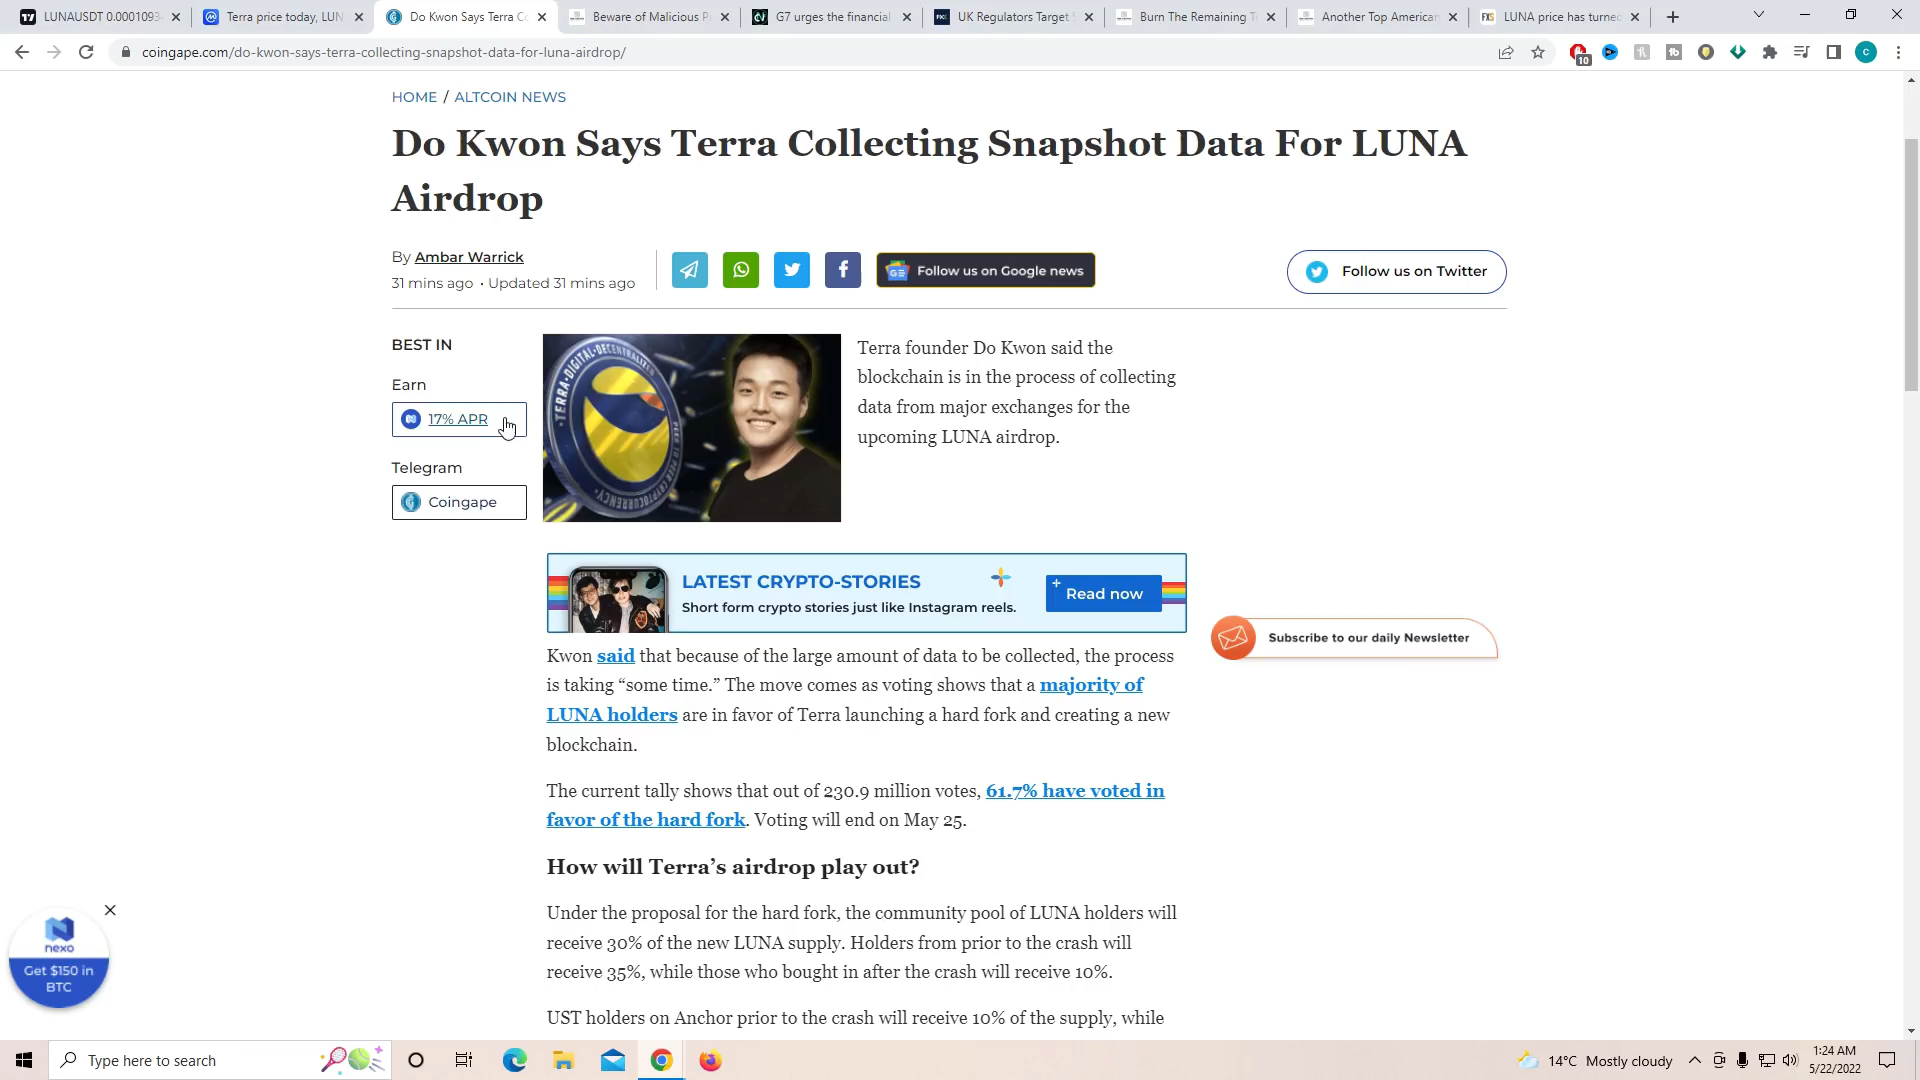 LUNAUSDT 0.0001093
Terra price today, LUN
Do Kwon Says Terra Co
Beware of Malicious P
G7 urges the financial
UK Regulators Target
Burn The Remaining T
Another Top American
LUNA price has turned
coingape.com/do-kwon-says-terra-collecting-snapshot-data-for-luna-airdrop/
10
C
HOME / ALTCOIN NEWS
Do Kwon Says Terra Collecting Snapshot Data For LUNA
Airdrop
By Ambar Warrick
31 mins ago • Updated 31 mins ago
Follow us on Google news
Follow us on Twitter
BEST IN
Earn
17% APR
Telegram
Coingape
TERRA-DIGITAL-DECENTRALIZED
Terra founder Do Kwon said the
blockchain is in the process of collecting
data from major exchanges for the
upcoming LUNA airdrop.
LATEST CRYPTO-STORIES
Short form crypto stories just like Instagram reels.
Read now
Subscribe to our daily Newsletter
Kwon said that because of the large amount of data to be collected, the process
is taking “some time.” The move comes as voting shows that a majority of
LUNA holders are in favor of Terra launching a hard fork and creating a new
blockchain.
The current tally shows that out of 230.9 million votes, 61.7% have voted in
favor of the hard fork. Voting will end on May 25.
How will Terra’s airdrop play out?
Under the proposal for the hard fork, the community pool of LUNA holders will
receive 30% of the new LUNA supply. Holders from prior to the crash will
receive 35%, while those who bought in after the crash will receive 10%.
UST holders on Anchor prior to the crash will receive 10% of the supply, while
nexo
Get $150 in
BTC
Type here to search
14°C Mostly cloudy
1:24 AM
5/22/2022